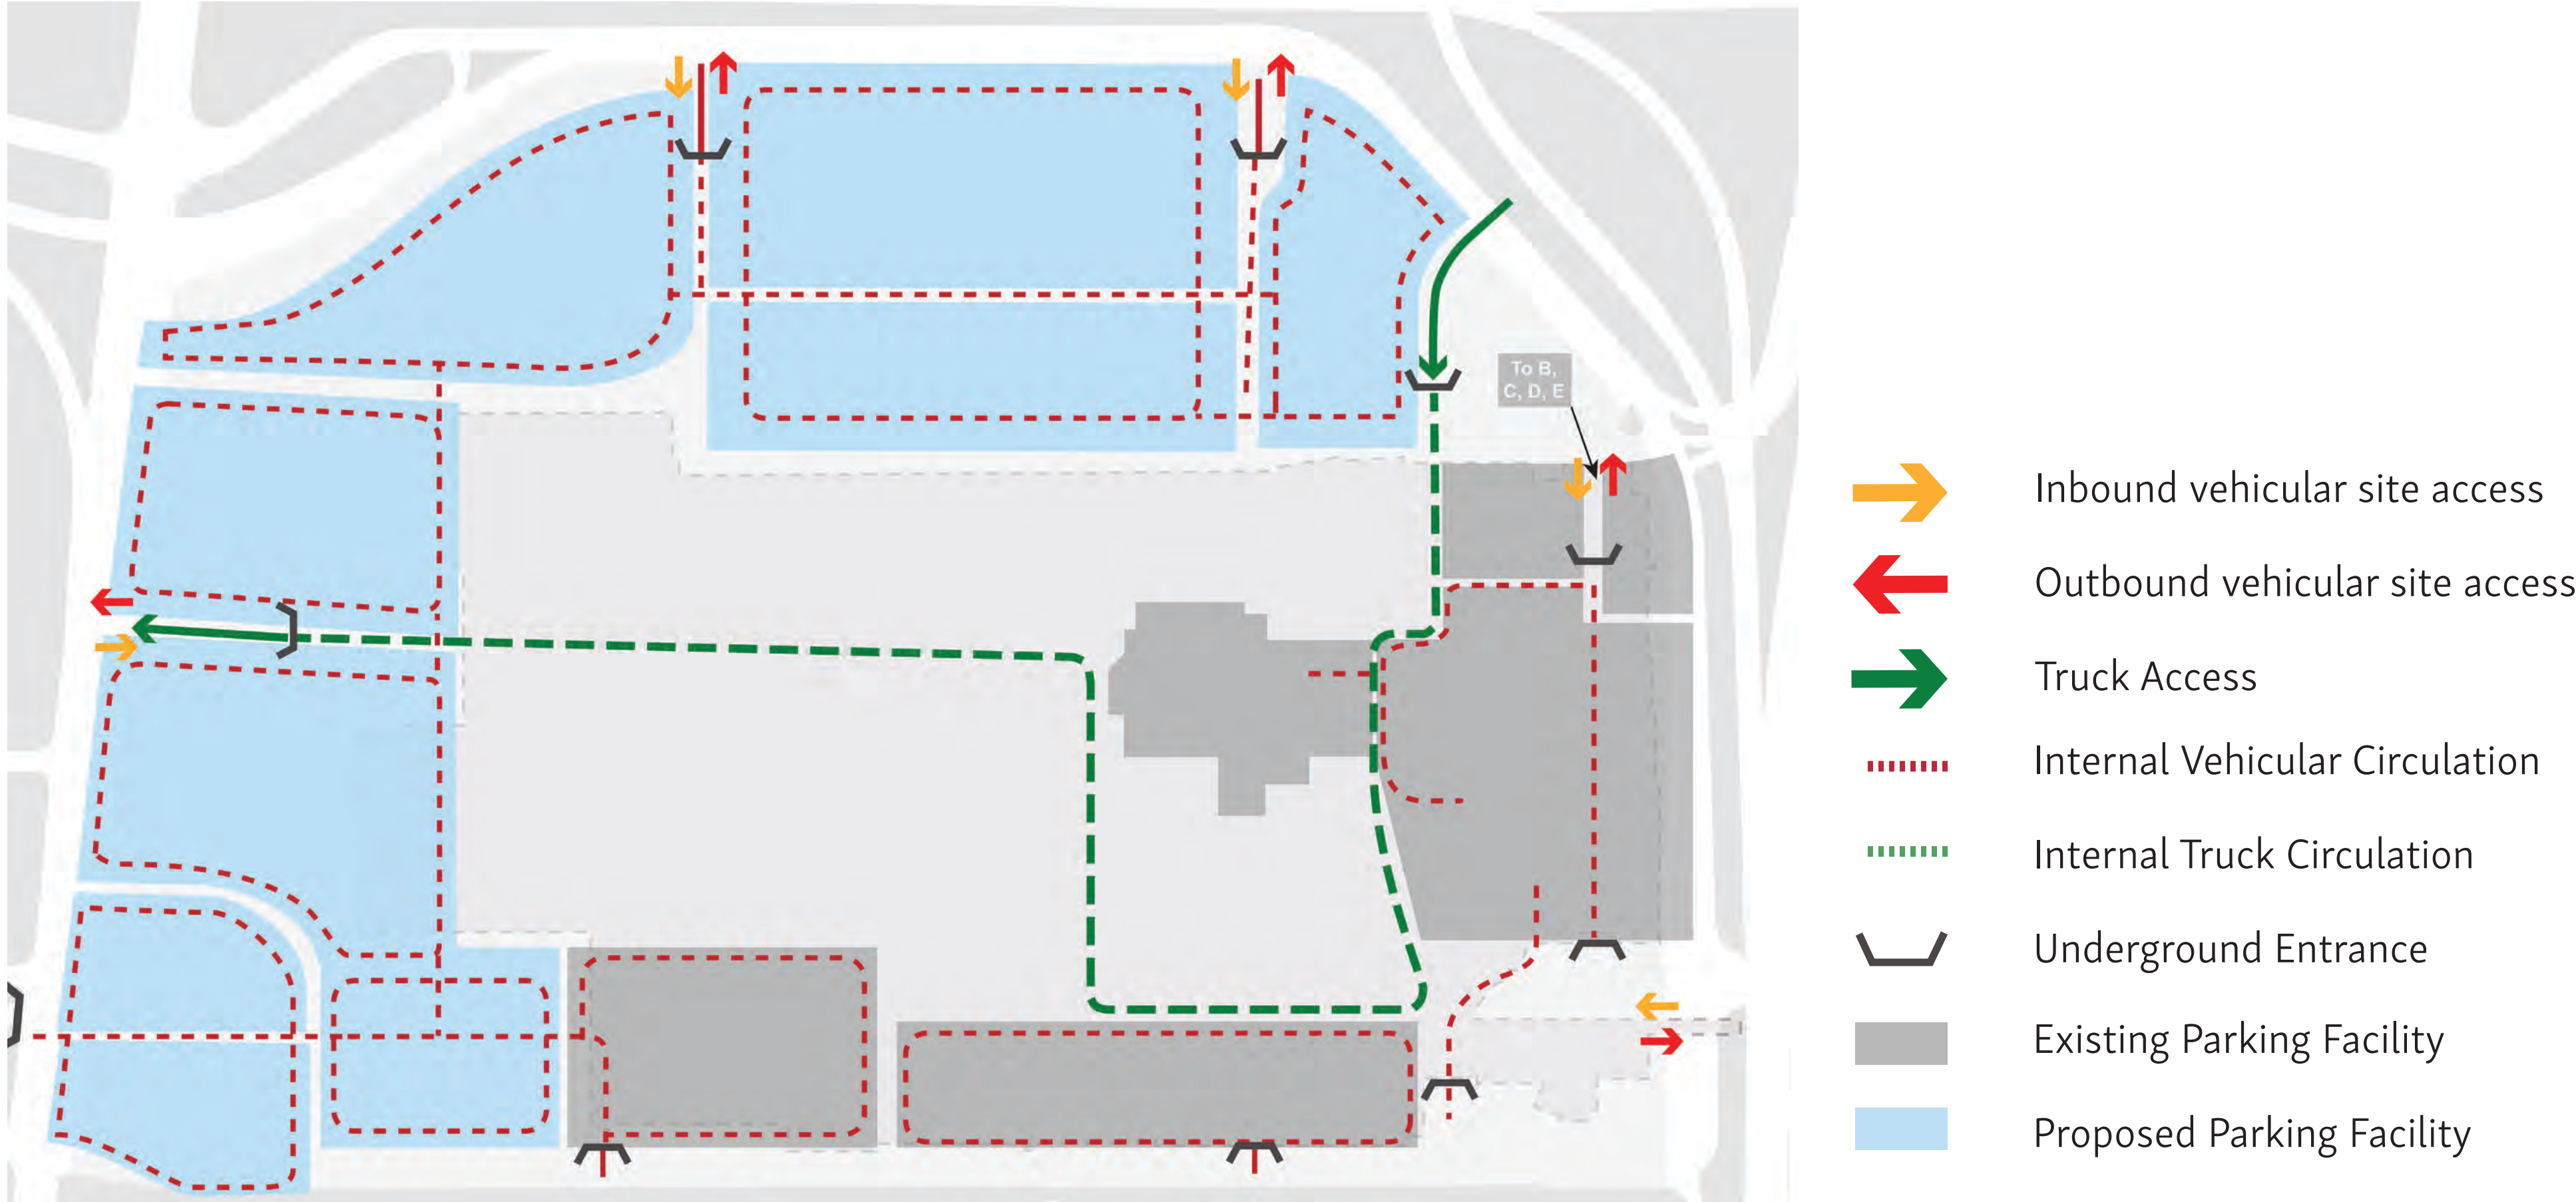 To B,
C, D, E
Inbound vehicular site access
Outbound vehicular site access
Truck Access
Internal Vehicular Circulation
Internal Truck Circulation
Underground Entrance
Existing Parking Facility
Proposed Parking Facility